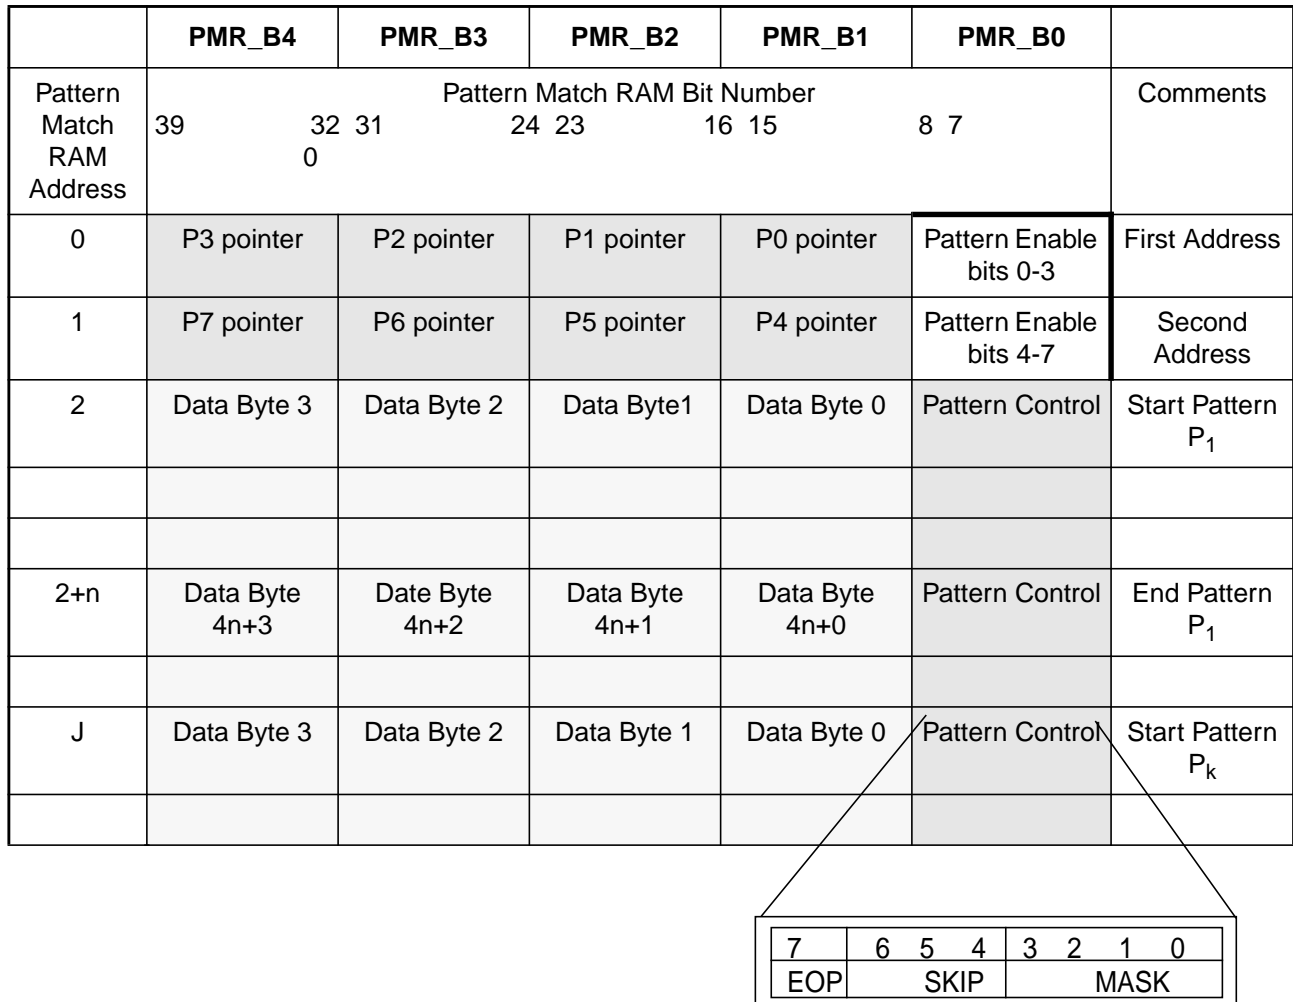 PMR_B4 PMR_B3 PMR_B2 PMR_B1 PMR_B0
Pattern Match RAM Address
Pattern Match RAM Bit Number
39 32 31 24 23 16 15 8 7
0
Comments
0 P3 pointer P2 pointer P1 pointer P0 pointer Pattern Enable bits 0-3 First Address
1 P7 pointer P6 pointer P5 pointer P4 pointer Pattern Enable bits 4-7 Second Address
2 Data Byte 3 Data Byte 2 Data Byte1 Data Byte 0 Pattern Control Start Pattern P1
2+n Data Byte 4n+3 Date Byte 4n+2 Data Byte 4n+1 Data Byte 4n+0 Pattern Control End Pattern P1
J Data Byte 3 Data Byte 2 Data Byte 1 Data Byte 0 Pattern Control Start Pattern Pk
7 6 5 4 3 2 1 0
EOP SKIP MASK